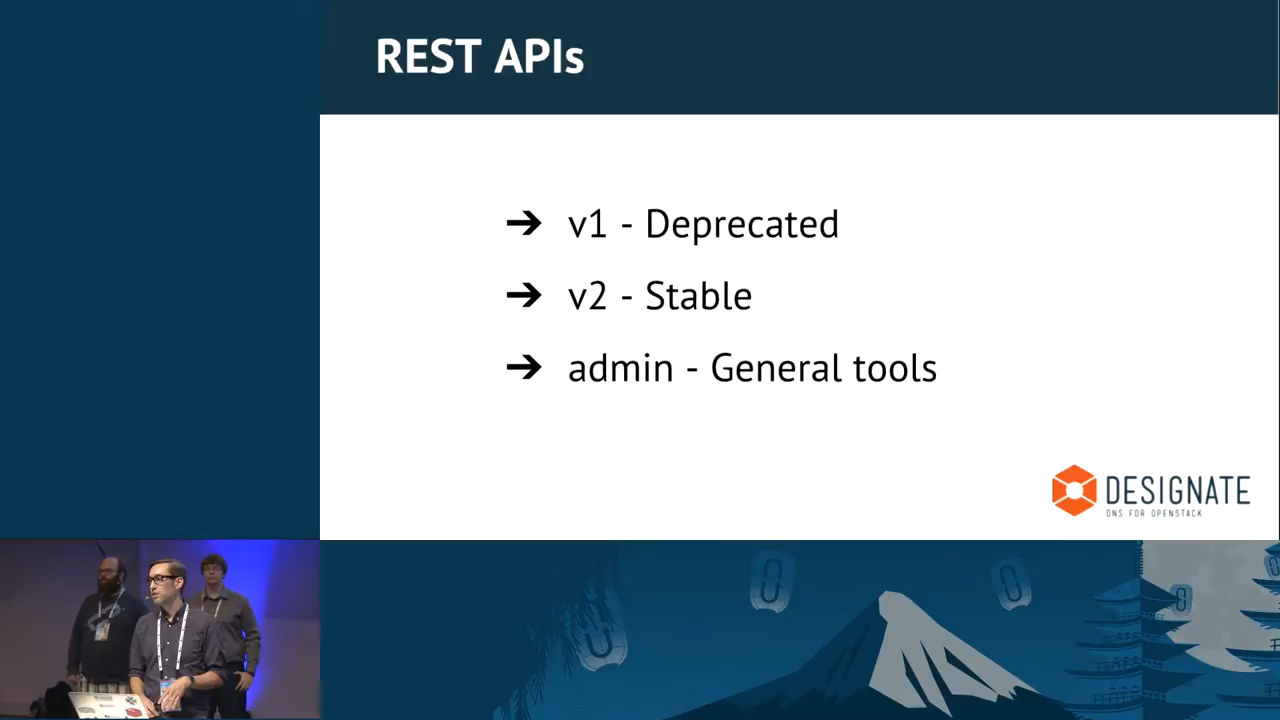 REST APIs
➔ v1 - Deprecated
➔ v2 - Stable
➔ admin - General tools
DESIGNATE
DNS FOR OPENSTACK